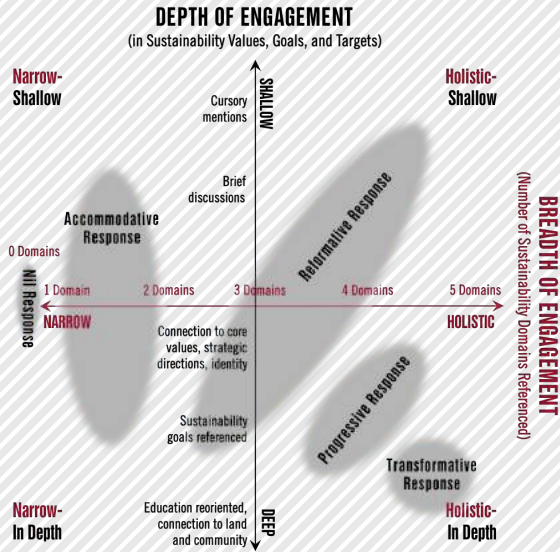 DEPTH OF ENGAGEMENT
(in Sustainability Values, Goals, and Targets)
Narrow-
Shallow
Holistic-
Shallow
SHALLOW
Cursory
mentions
Brief
discussions
Accommodative
Response
Reformative Response
0 Domains
Nil Response
1 Domain
2 Domains
3 Domains
4 Domains
5 Domains
NARROW
HOLISTIC
BREADTH OF ENGAGEMENT
(Number of Sustainability Domains Referenced)
Connection to core
values, strategic
directions, identity
Progressive Response
Sustainability
goals referenced
Transformative
Response
Narrow-
In Depth
Education reoriented,
connection to land
and community
DEEP
Holistic-
In Depth